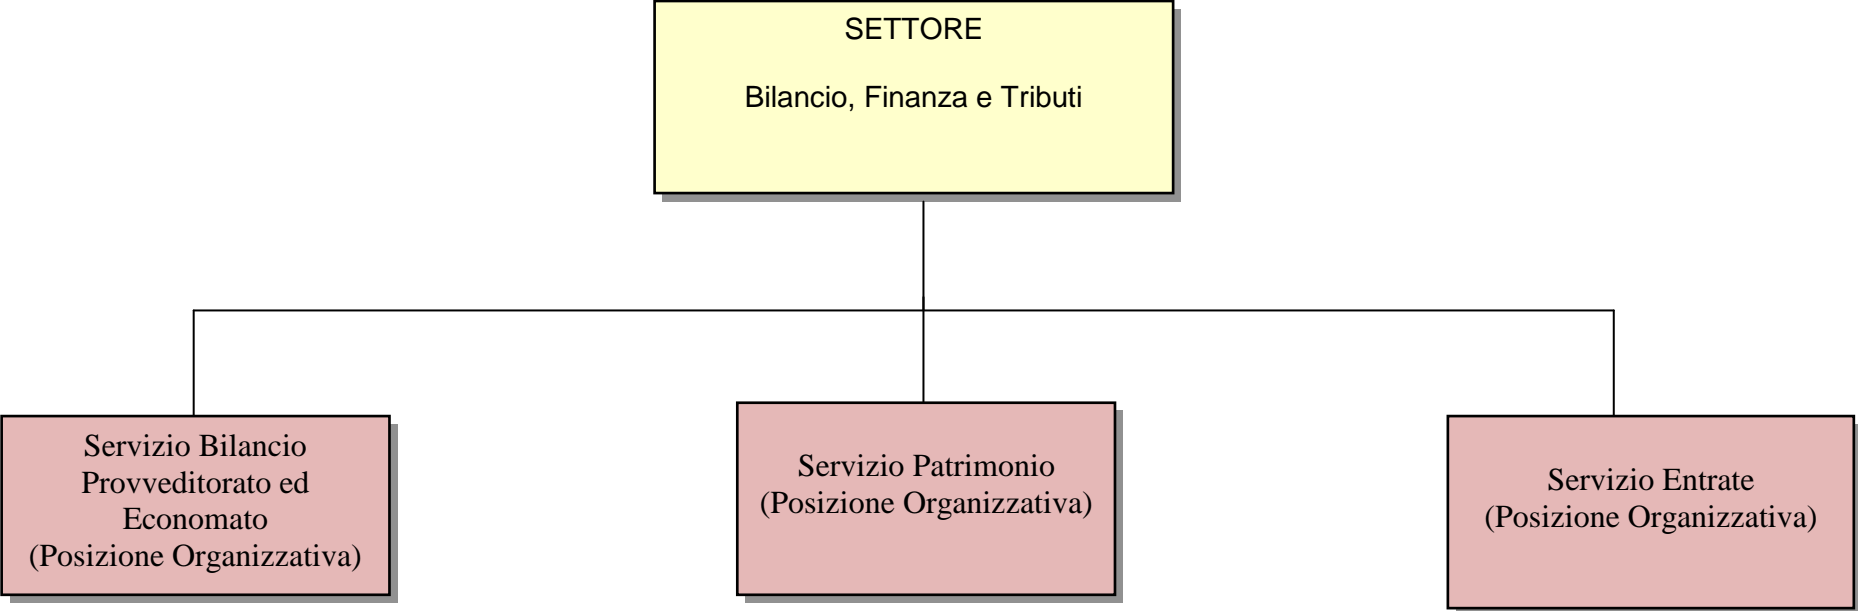 SETTORE
Bilancio, Finanza e Tributi
Servizio Bilancio
Provveditorato ed
Economato
(Posizione Organizzativa)
Servizio Patrimonio
(Posizione Organizzativa)
Servizio Entrate
(Posizione Organizzativa)